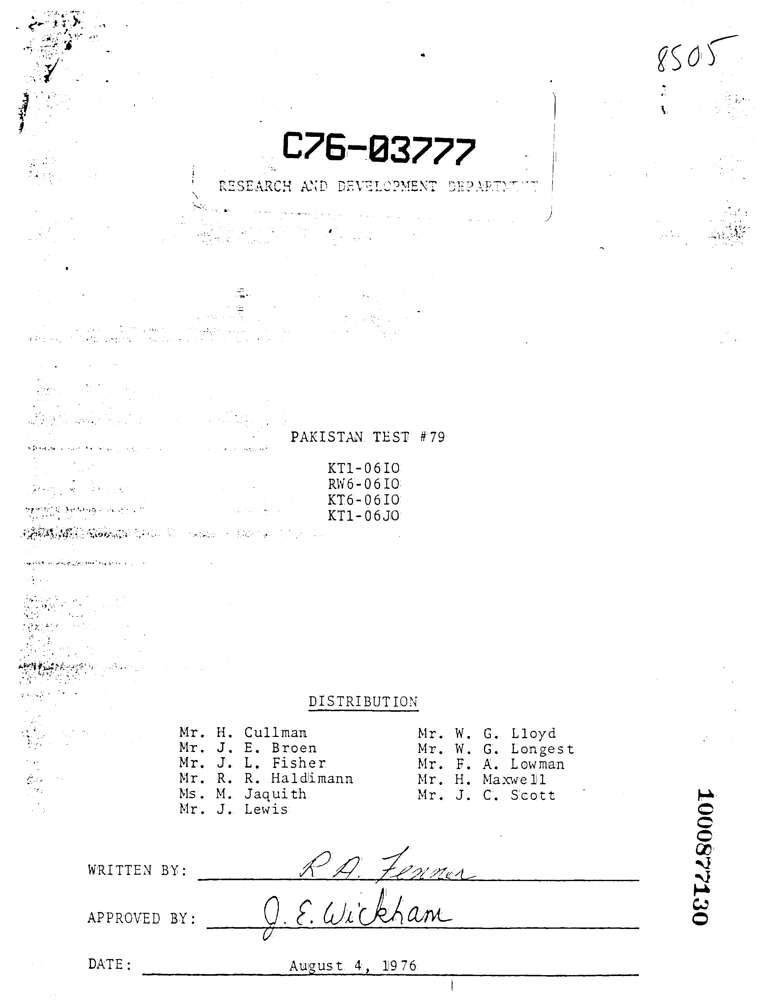 8505
C76-03777
RESEARCH AND DEVELOPMENT DEPARTMENT
PAKISTAN TEST #79
KT1-06IO
RW6-06IO
KT6-06IO
KT1-06JO
DISTRIBUTION
Mr. H. Cullman Mr. W. G. Lloyd
Mr. J. E. Broen Mr. W. G. Longest
Mr. J. L. Fisher Mr. F. A. Lowman
Mr. R. R. Haldimann Mr. H. Maxwell
Ms. M. Jaquith Mr. J. C. Scott
Mr. J. Lewis
WRITTEN BY: R A. Fenner
APPROVED BY: J. E. Wickham
DATE: August 4, 1976
1000877130